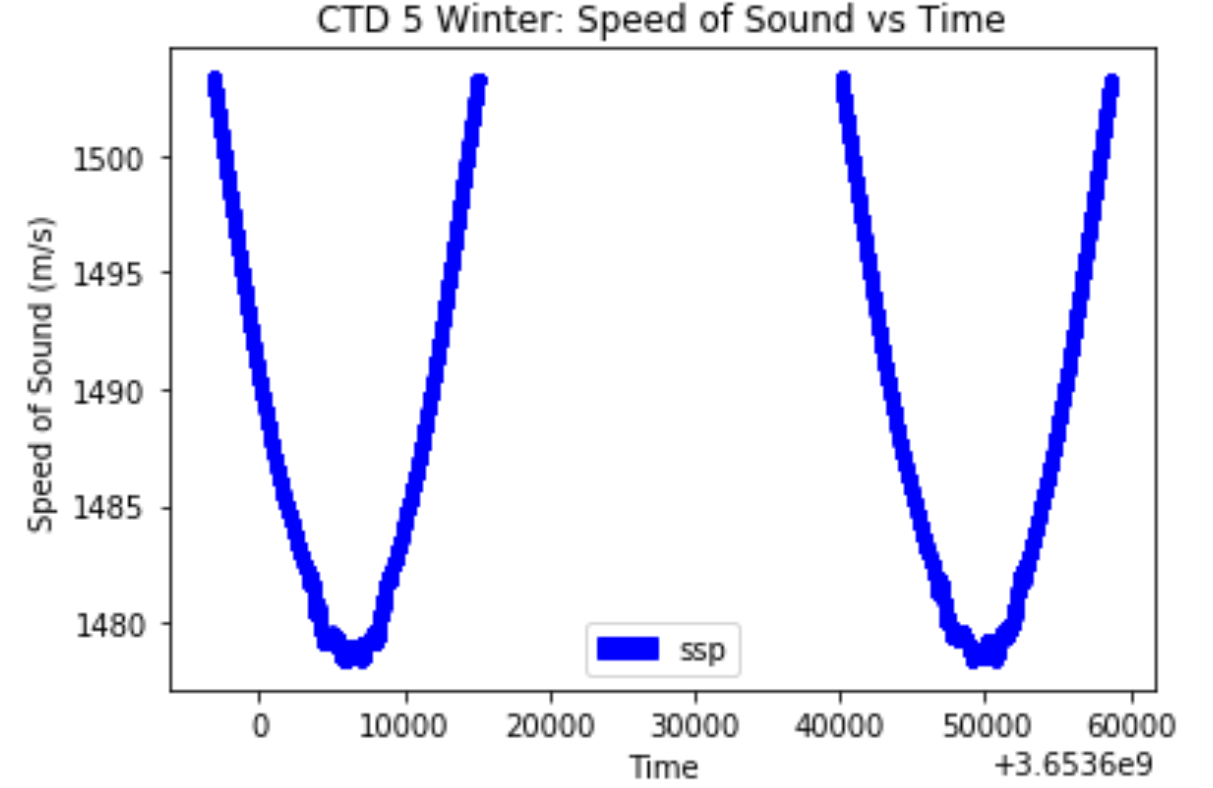 CTD 5 Winter: Speed of Sound vs Time
Speed of Sound (m/s)
1500
1495
1490
1485
1480
ssp
0 10000 20000 30000 40000 50000 60000
Time
+3.6536e9